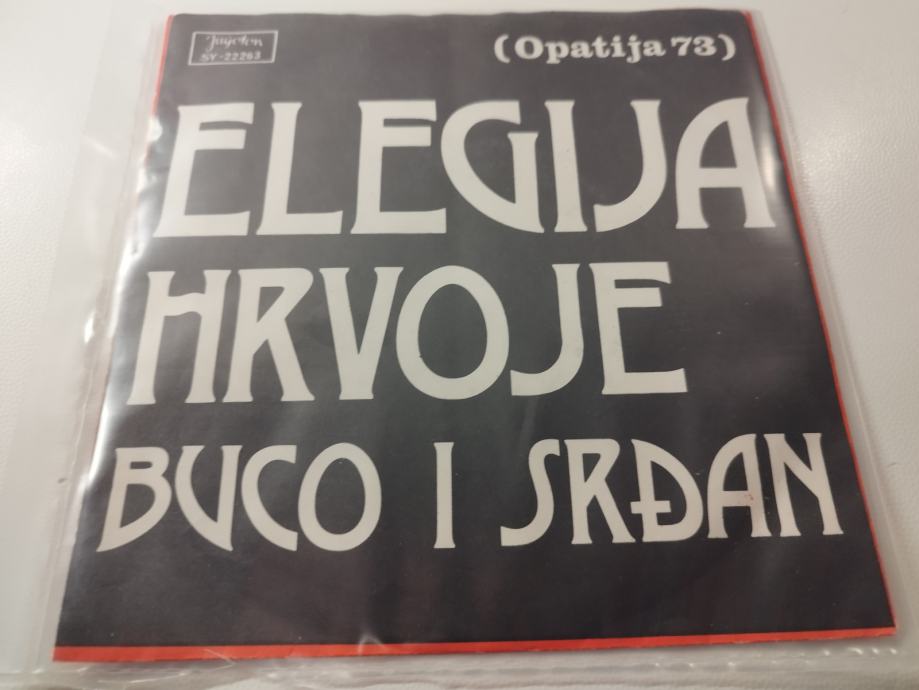 Jugoton
SY-22263
(Opatija 73)
ELEGIJA
HRVOJE
BUCO I SRĐAN